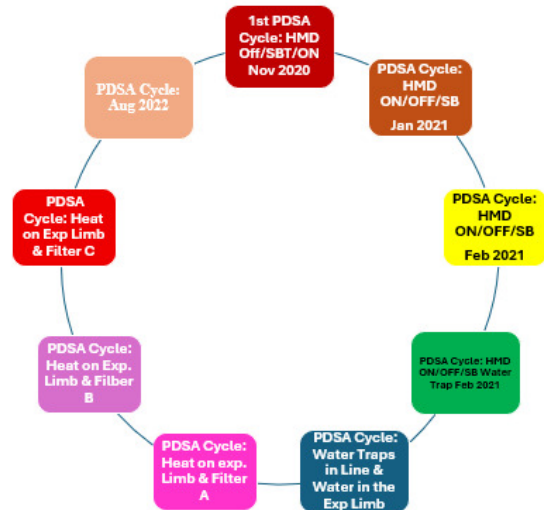 1st PDSA
Cycle: HMD
Off/SBT/ON
Nov 2020
PDSA Cycle:
HMD
ON/OFF/SB
Jan 2021
PDSA Cycle:
HMD
ON/OFF/SB
Feb 2021
PDSA Cycle: HMD
ON/OFF/SB Water
Trap Feb 2021
PDSA Cycle:
Water Traps
in Line &
Water in the
Exp Limb
PDSA Cycle:
Heat on exp.
Limb & Filter
A
PDSA Cycle:
Heat on Exp.
Limb & Filber
B
PDSA
Cycle: Heat
on Exp Limb
& Filter C
PDSA Cycle:
Aug 2022